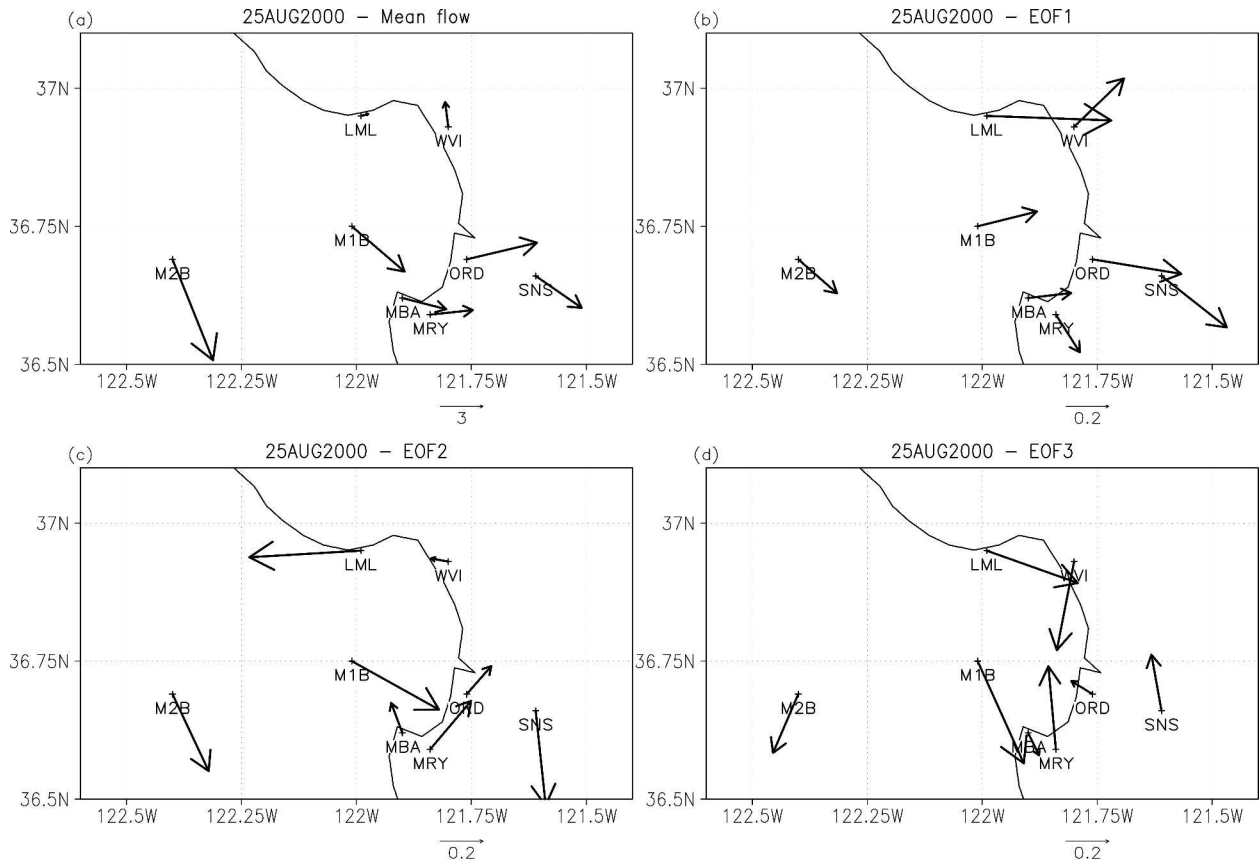 (a) 25AUG2000 – Mean flow
37N
LML
WVI
36.75N
M1B
M2B
ORD
SNS
MBA
MRY
36.5N
122.5W 122.25W 122W 121.75W 121.5W
3
(b) 25AUG2000 – EOF1
37N
LML
WVI
36.75N
M1B
M2B
ORD
SNS
MBA
MRY
36.5N
122.5W 122.25W 122W 121.75W 121.5W
0.2
(c) 25AUG2000 – EOF2
37N
LML
WVI
36.75N
M1B
M2B
ORD
SNS
MBA
MRY
36.5N
122.5W 122.25W 122W 121.75W 121.5W
0.2
(d) 25AUG2000 – EOF3
37N
LML
WVI
36.75N
M1B
M2B
ORD
SNS
MBA
MRY
36.5N
122.5W 122.25W 122W 121.75W 121.5W
0.2